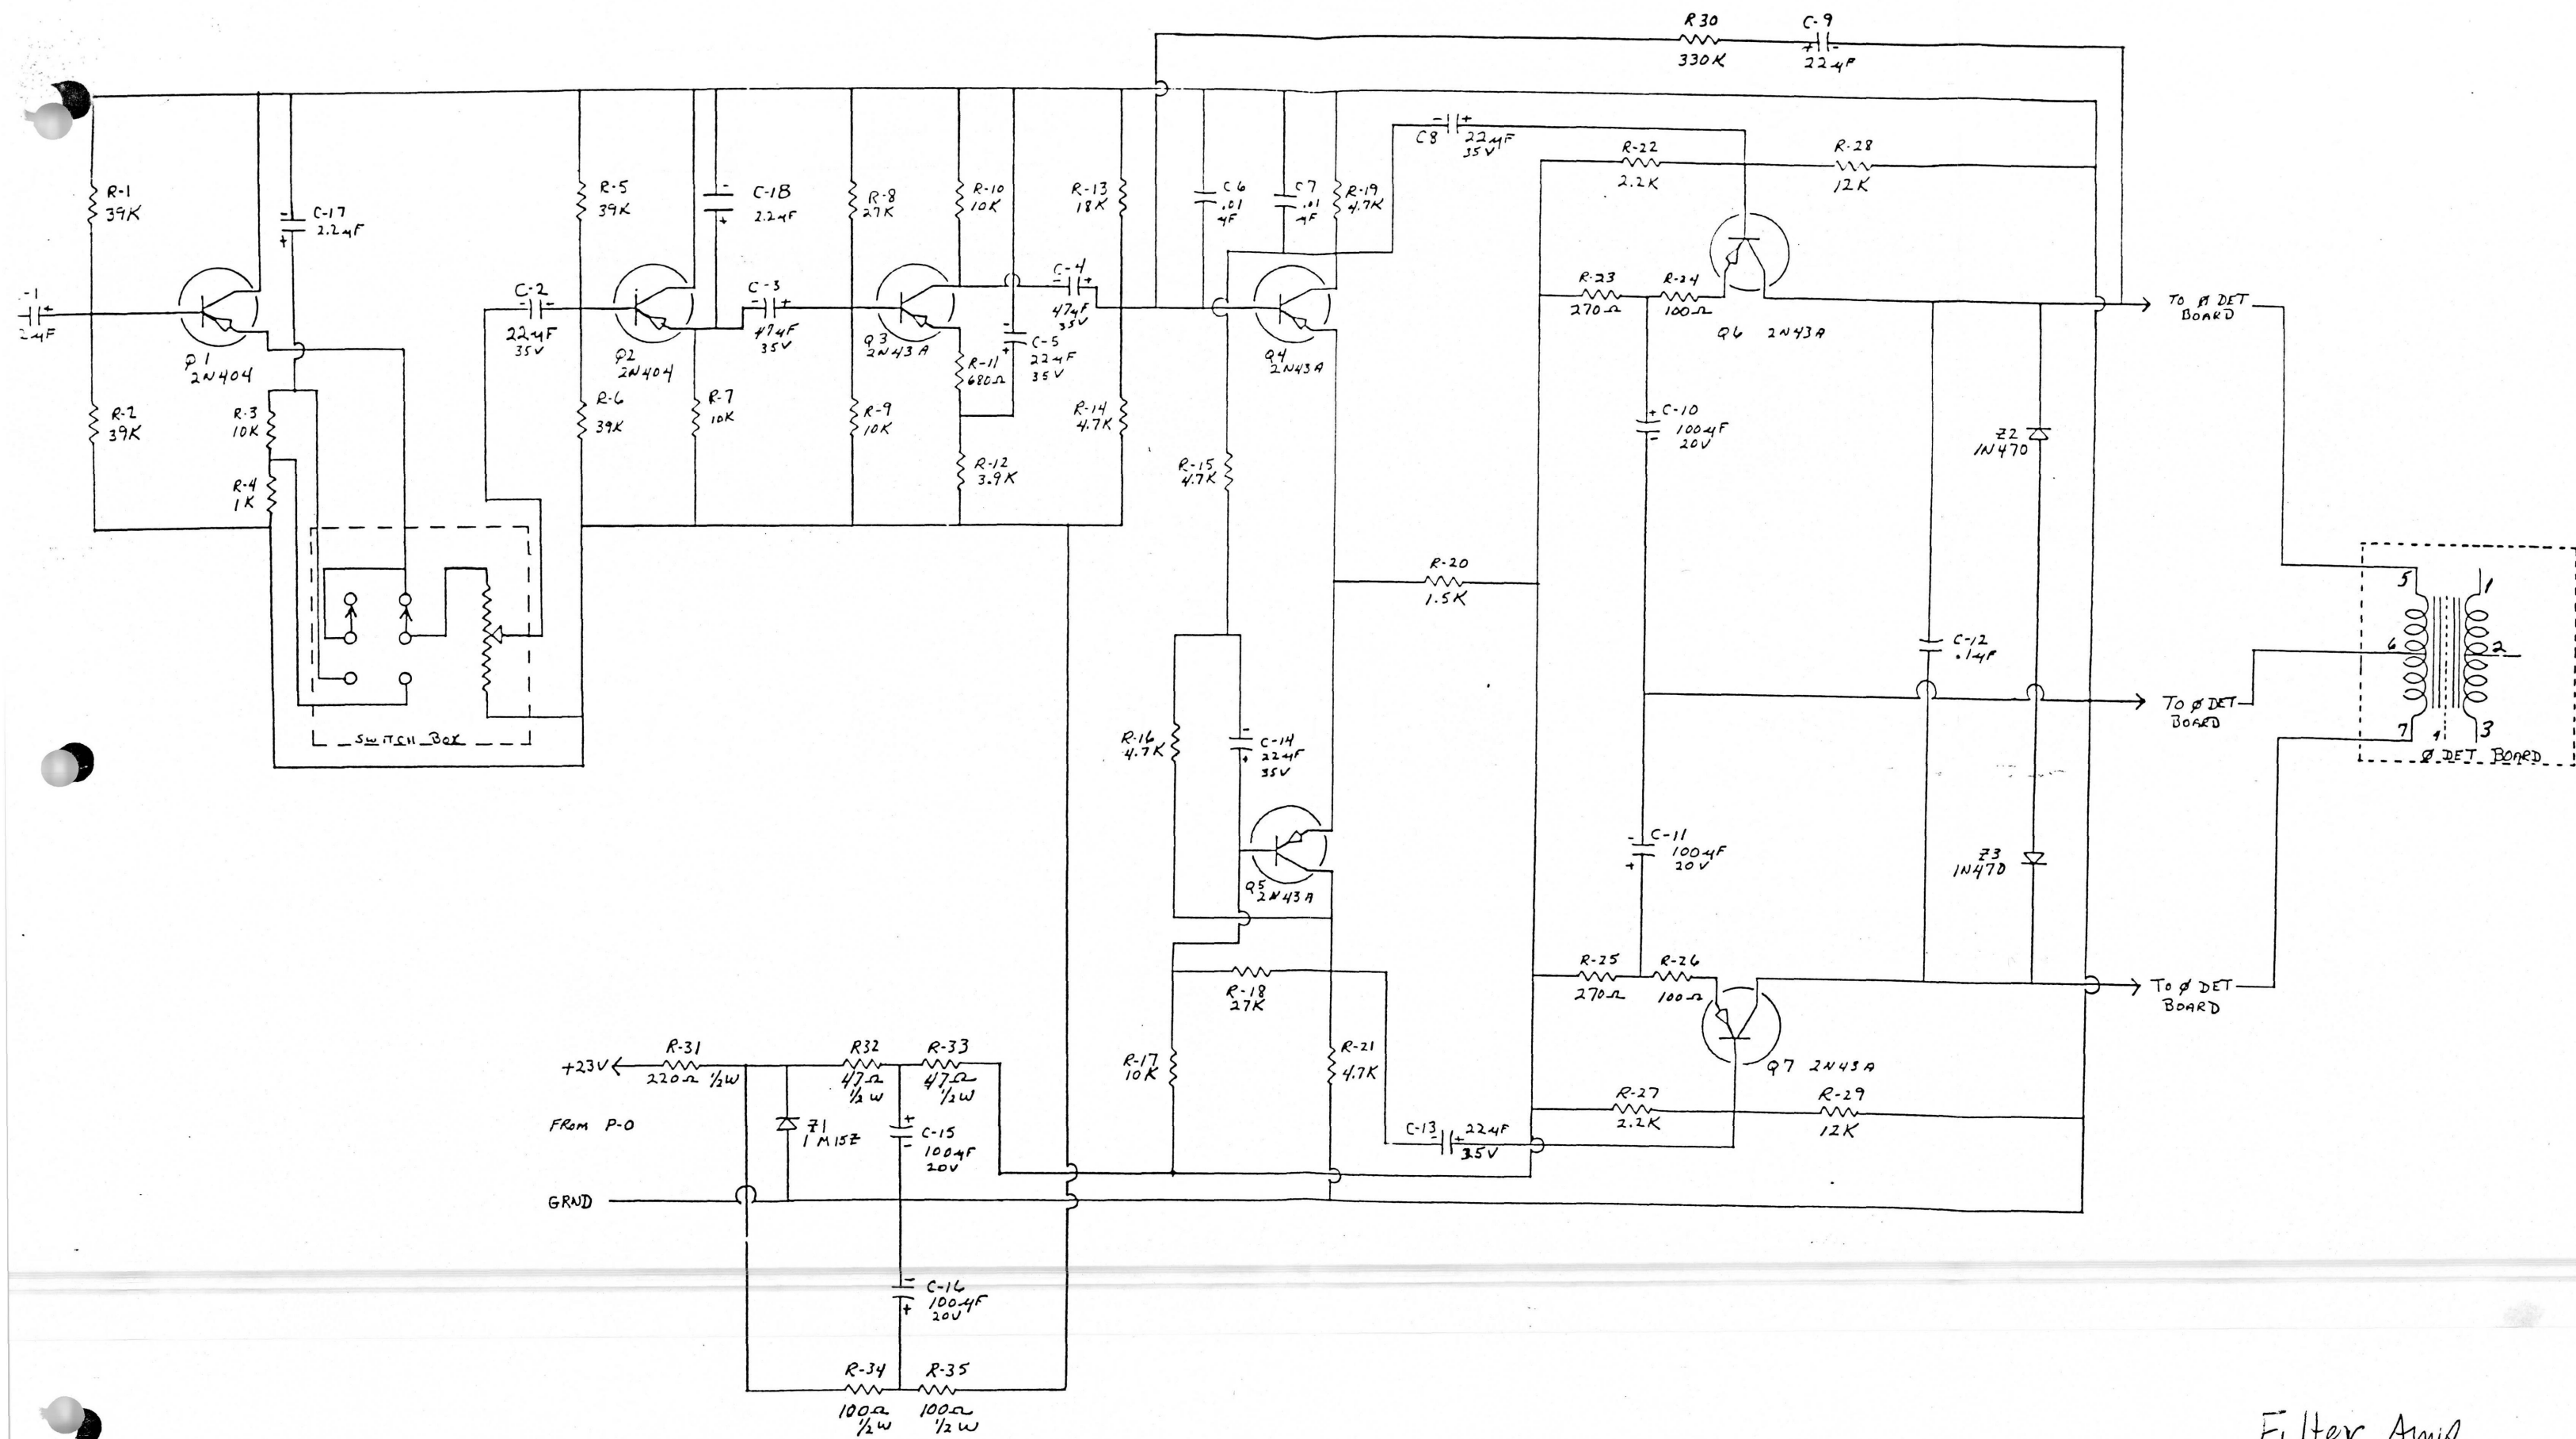 R30
330K
C-9
+ -
22µF
R-1
39K
C-17
2.2µF
R-5
39K
C-18
2.2µF
R-8
27K
R-10
10K
R-13
18K
C6
.01
µF
C7
.01
µF
R-19
4.7K
C8
22µF
35V
R-22
2.2K
R-28
12K
-1
Q1
2N404
C-2
22µF
35V
Q2
2N404
C-3
47µF
35V
Q3
2N43A
C-4
47µF
35V
R-11
680Ω
C-5
22µF
35V
Q4
2N43A
R-23
270Ω
R-24
100Ω
Q6 2N43A
TO Ø DET
BOARD
R-2
39K
R-3
10K
R-4
1K
R-6
39K
R-7
10K
R-9
10K
R-12
3.9K
R-14
4.7K
R-15
4.7K
C-10
100µF
20V
Z2
1N470
R-20
1.5K
C-12
.1µF
SWITCH BOX
R-16
4.7K
C-14
22µF
35V
TO Ø DET
BOARD
5
1
6
2
7
4
3
Ø DET BOARD
Q5
2N43A
C-11
100µF
20V
Z3
1N470
R-18
27K
R-25
270Ω
R-26
100Ω
TO Ø DET
BOARD
+23V
R-31
220Ω 1/2W
R32
47Ω
1/2W
R-33
47Ω
1/2W
R-17
10K
R-21
4.7K
Q7 2N43A
FROM P-0
Z1
1M15Z
C-15
100µF
20V
C-13
22µF
35V
R-27
2.2K
R-29
12K
GRND
C-16
100µF
20V
R-34
100Ω
1/2W
R-35
100Ω
1/2W
Filter Amp